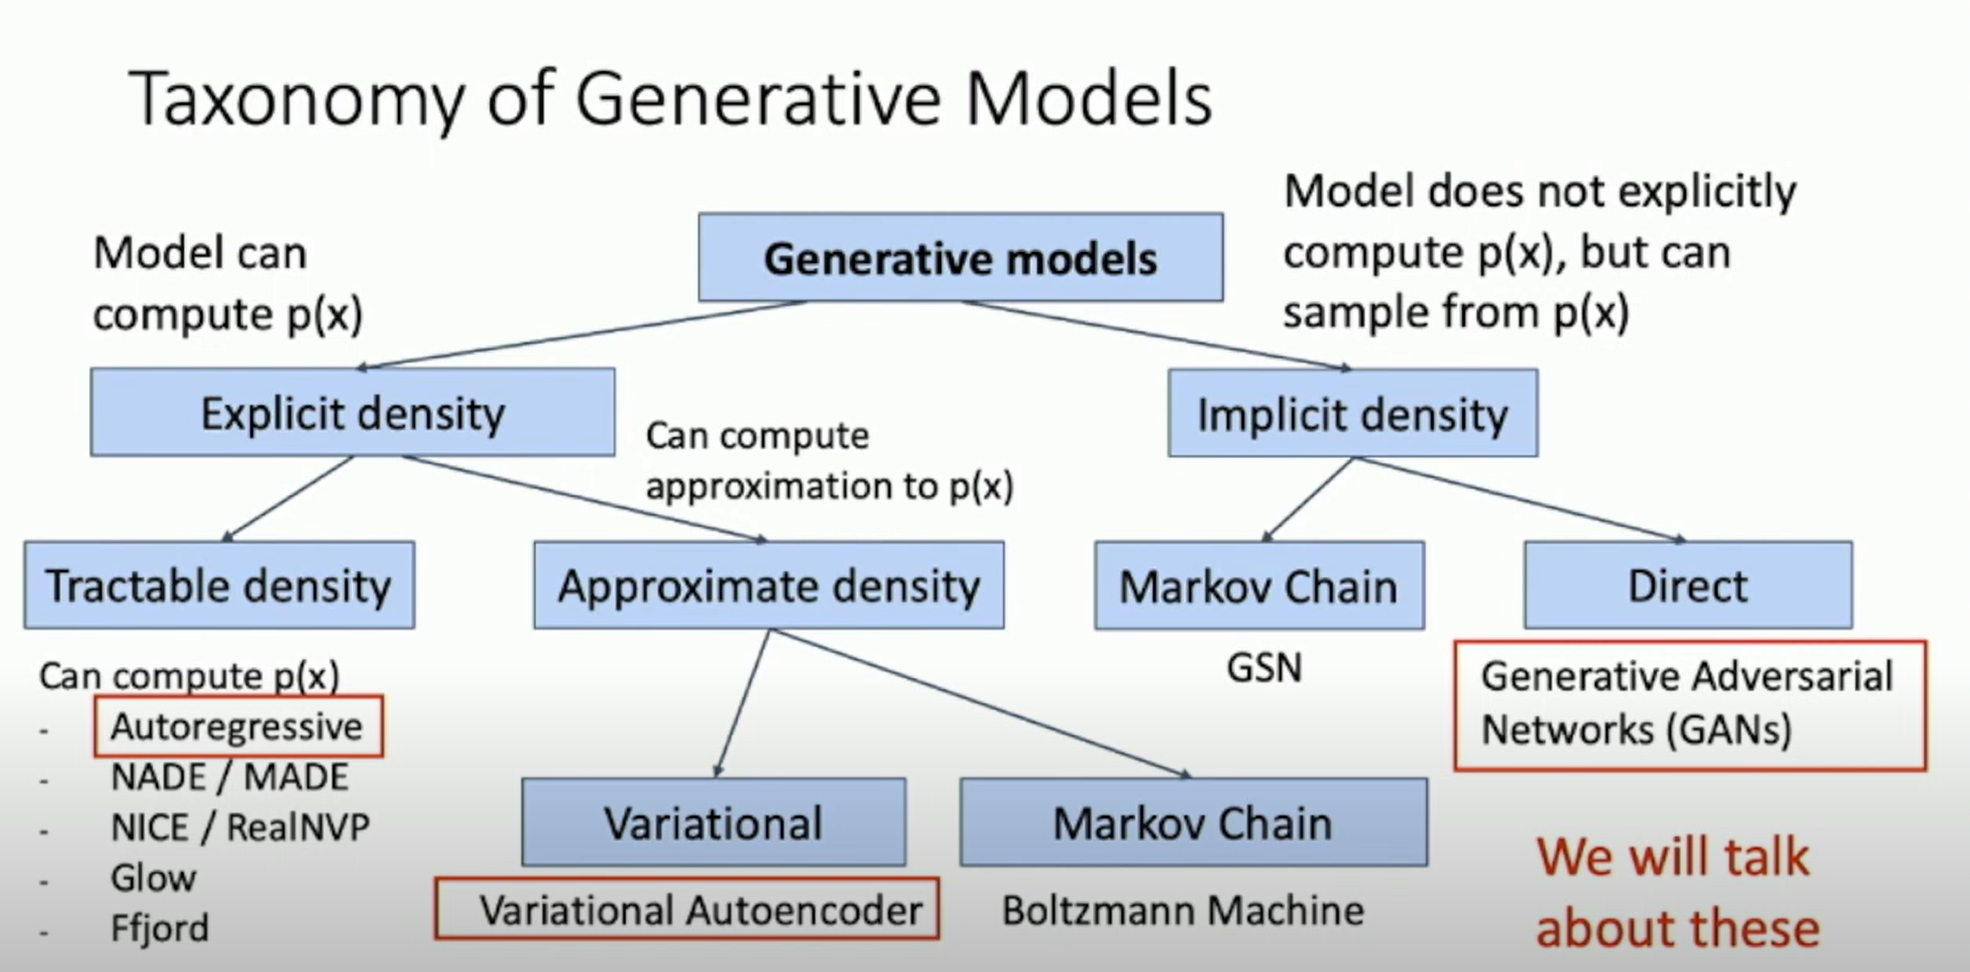 Taxonomy of Generative Models
Model can
compute p(x)
Generative models
Model does not explicitly
compute p(x), but can
sample from p(x)
Explicit density
Can compute
approximation to p(x)
Implicit density
Tractable density
Approximate density
Markov Chain
Direct
Can compute p(x)
- Autoregressive
- NADE / MADE
- NICE / RealNVP
- Glow
- Ffjord
Variational
Variational Autoencoder
Markov Chain
Boltzmann Machine
GSN
Generative Adversarial
Networks (GANs)
We will talk
about these